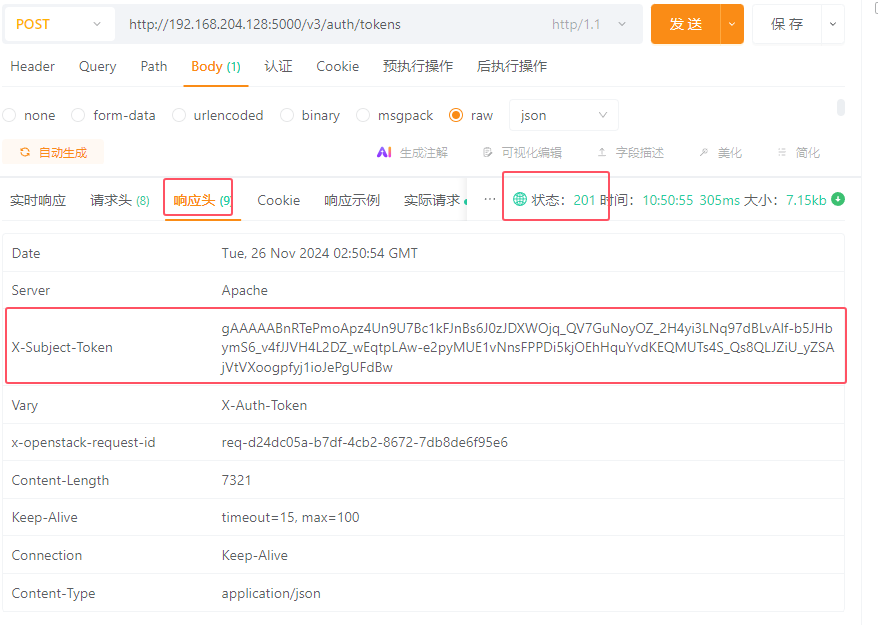 POST http://192.168.204.128:5000/v3/auth/tokens http/1.1 发送 保存
Header Query Path Body (1) 认证 Cookie 预执行操作 后执行操作
none form-data urlencoded binary msgpack raw json
自动生成 AI 生成注解 可视化编辑 字段描述 美化 简化
实时响应 请求头 (8) 响应头 (9) Cookie 响应示例 实际请求 ... 状态: 201 时间: 10:50:55 305ms 大小: 7.15kb
Date Tue, 26 Nov 2024 02:50:54 GMT
Server Apache
gAAAAABnRTePmoApz4Un9U7Bc1kFJnBs6J0zJDXWOjq_QV7GuNoyOZ_2H4yi3LNq97dBLvAlf-b5JHb
X-Subject-Token ymS6_v4fJJVH4L2DZ_wEqtpLAw-e2pyMUE1vNnsFPPDi5kjOEhHquYvdKEQMUTs4S_Qs8QLJZiU_yZSA
jVtVXoogpfyj1ioJePgUFdBw
Vary X-Auth-Token
x-openstack-request-id req-d24dc05a-b7df-4cb2-8672-7db8de6f95e6
Content-Length 7321
Keep-Alive timeout=15, max=100
Connection Keep-Alive
Content-Type application/json